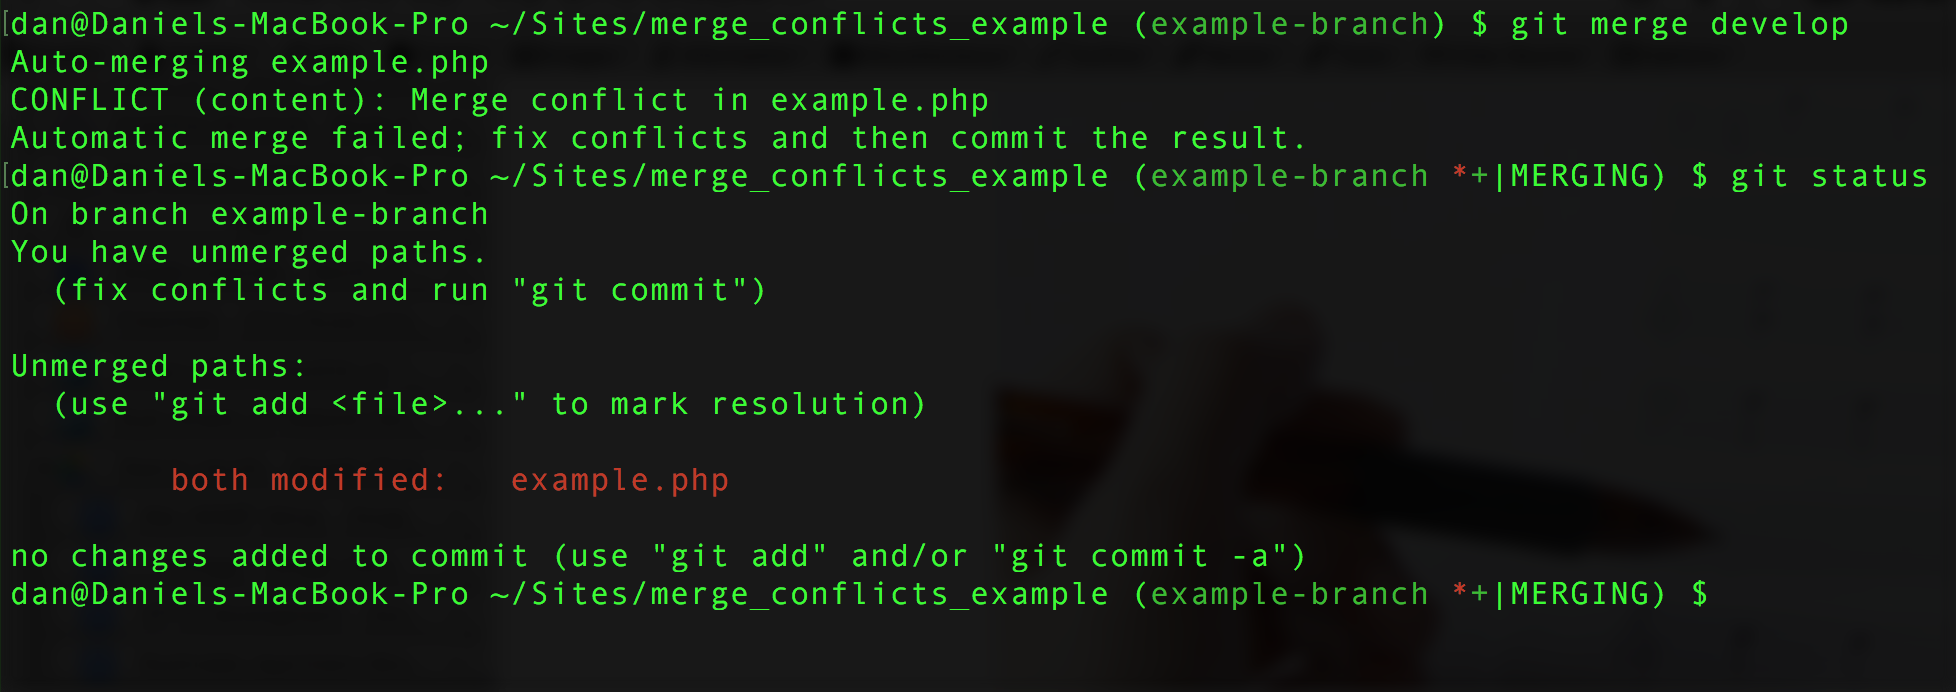 [dan@Daniels-MacBook-Pro ~/Sites/merge_conflicts_example (example-branch) $ git merge develop
Auto-merging example.php
CONFLICT (content): Merge conflict in example.php
Automatic merge failed; fix conflicts and then commit the result.
[dan@Daniels-MacBook-Pro ~/Sites/merge_conflicts_example (example-branch *+|MERGING) $ git status
On branch example-branch
You have unmerged paths.
  (fix conflicts and run "git commit")

Unmerged paths:
  (use "git add <file>..." to mark resolution)

        both modified:   example.php

no changes added to commit (use "git add" and/or "git commit -a")
dan@Daniels-MacBook-Pro ~/Sites/merge_conflicts_example (example-branch *+|MERGING) $